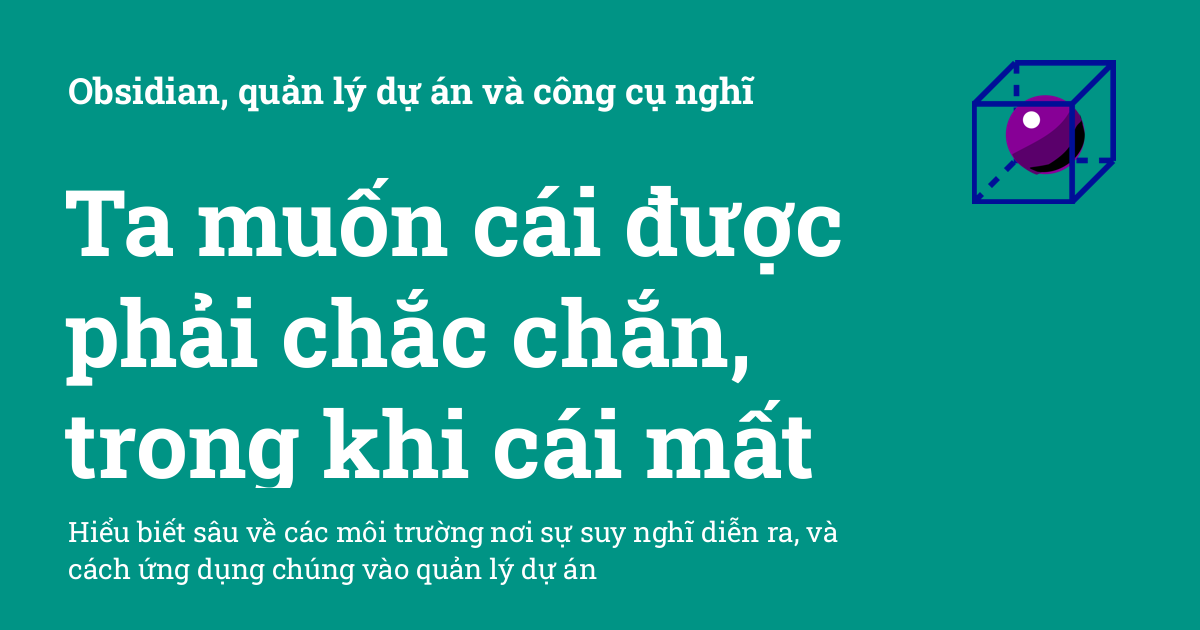 Obsidian, quản lý dự án và công cụ nghĩ
Ta muốn cái được
phải chắc chắn,
trong khi cái mất
Hiểu biết sâu về các môi trường nơi sự suy nghĩ diễn ra, và
cách ứng dụng chúng vào quản lý dự án